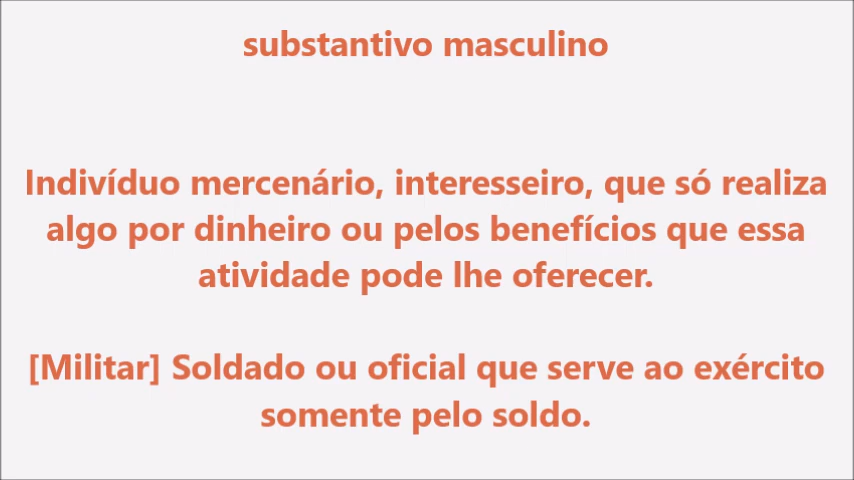 substantivo masculino
Indivíduo mercenário, interesseiro, que só realiza
algo por dinheiro ou pelos benefícios que essa
atividade pode lhe oferecer.
[Militar] Soldado ou oficial que serve ao exército
somente pelo soldo.